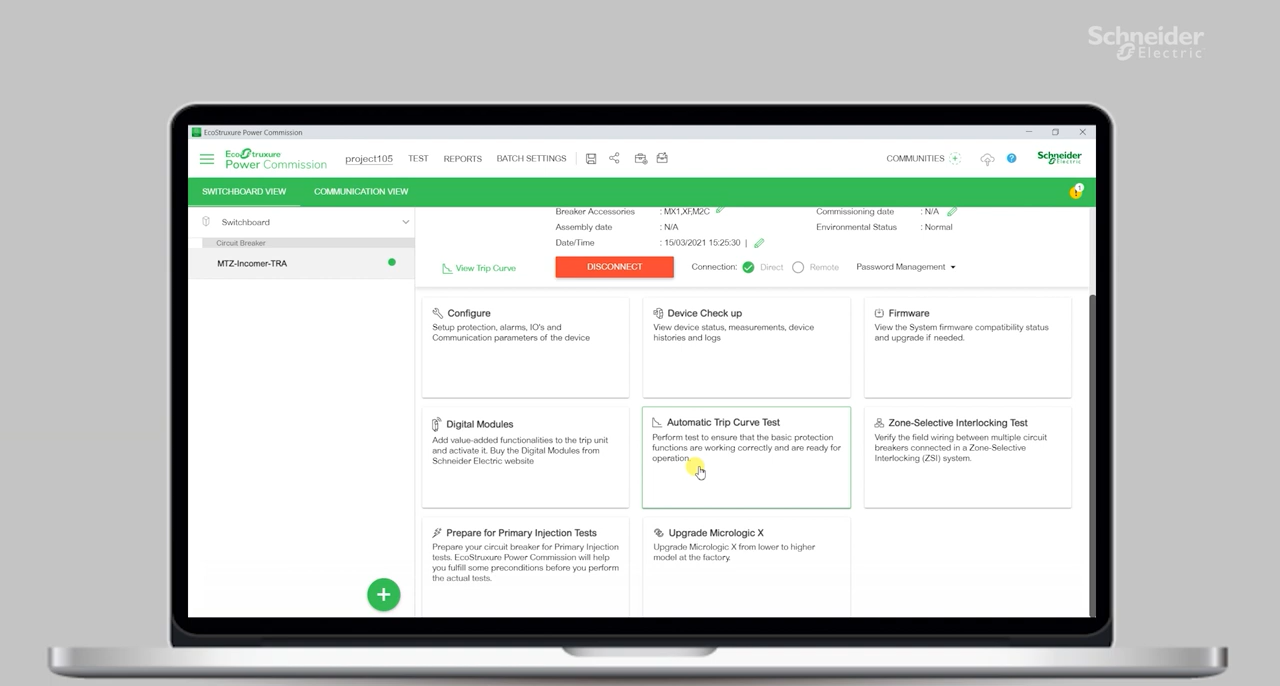 Schneider
Electric
EcoStruxure Power Commission
EcoStruxure
Power Commission
project105
TEST
REPORTS
BATCH SETTINGS
COMMUNITIES
?
Schneider
Electric
SWITCHBOARD VIEW
COMMUNICATION VIEW
1
Switchboard
Circuit Breaker
MTZ-Incomer-TRA
Breaker Accessories : MX1,XF,M2C
Commissioning date : N/A
Assembly date : N/A
Environmental Status : Normal
Date/Time : 15/03/2021 15:25:30 |
View Trip Curve
DISCONNECT
Connection: Direct Remote
Password Management
Configure
Setup protection, alarms, IO's and
Communication parameters of the device
Device Check up
View device status, measurements, device
histories and logs
Firmware
View the System firmware compatibility status
and upgrade if needed.
Digital Modules
Add value-added functionalities to the trip unit
and activate it. Buy the Digital Modules from
Schneider Electric website
Automatic Trip Curve Test
Perform test to ensure that the basic protection
functions are working correctly and are ready for
operation.
Zone-Selective Interlocking Test
Verify the field wiring between multiple circuit
breakers connected in a Zone-Selective
Interlocking (ZSI) system.
Prepare for Primary Injection Tests
Prepare your circuit breaker for Primary Injection
tests. EcoStruxure Power Commission will help
you fulfill some preconditions before you perform
the actual tests.
Upgrade Micrologic X
Upgrade Micrologic X from lower to higher
model at the factory.
+